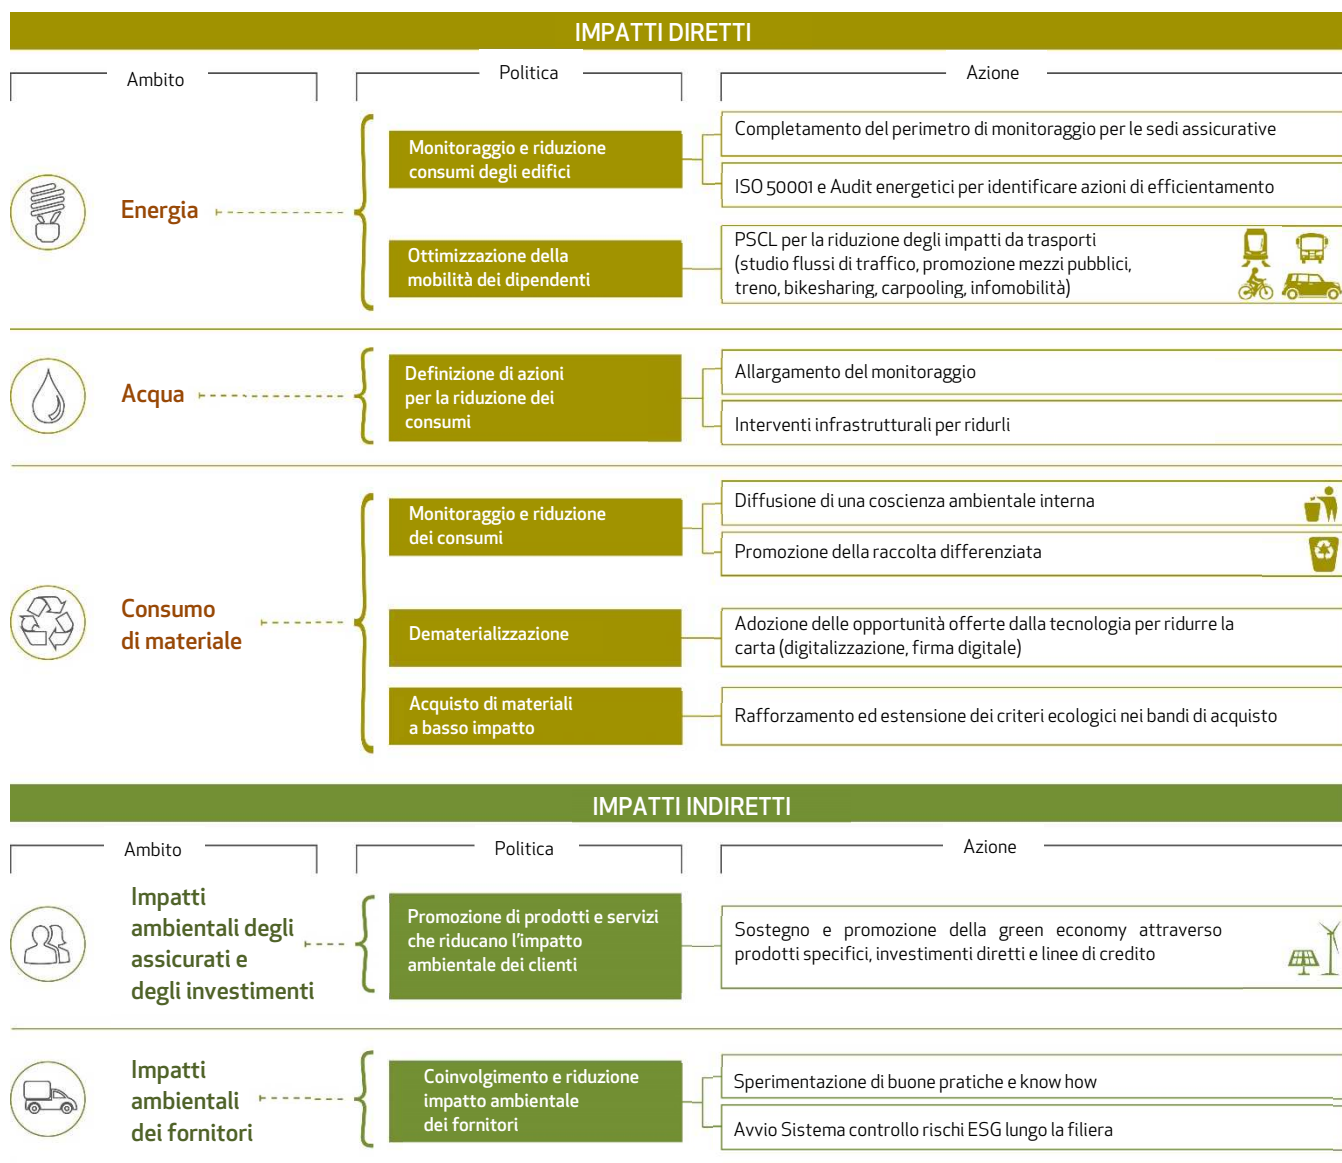 IMPATTI DIRETTI
Ambito
Politica
Azione
Energia
Monitoraggio e riduzione
consumi degli edifici
Completamento del perimetro di monitoraggio per le sedi assicurative
ISO 50001 e Audit energetici per identificare azioni di efficientamento
Ottimizzazione della
mobilità dei dipendenti
PSCL per la riduzione degli impatti da trasporti
(studio flussi di traffico, promozione mezzi pubblici,
treno, bikesharing, carpooling, infomobilità)
Acqua
Definizione di azioni
per la riduzione dei
consumi
Allargamento del monitoraggio
Interventi infrastrutturali per ridurli
Consumo
di materiale
Monitoraggio e riduzione
dei consumi
Diffusione di una coscienza ambientale interna
Promozione della raccolta differenziata
Dematerializzazione
Adozione delle opportunità offerte dalla tecnologia per ridurre la
carta (digitalizzazione, firma digitale)
Acquisto di materiali
a basso impatto
Rafforzamento ed estensione dei criteri ecologici nei bandi di acquisto
IMPATTI INDIRETTI
Ambito
Politica
Azione
Impatti
ambientali degli
assicurati e
degli investimenti
Promozione di prodotti e servizi
che riducano l'impatto
ambientale dei clienti
Sostegno e promozione della green economy attraverso
prodotti specifici, investimenti diretti e linee di credito
Impatti
ambientali
dei fornitori
Coinvolgimento e riduzione
impatto ambientale
dei fornitori
Sperimentazione di buone pratiche e know how
Avvio Sistema controllo rischi ESG lungo la filiera